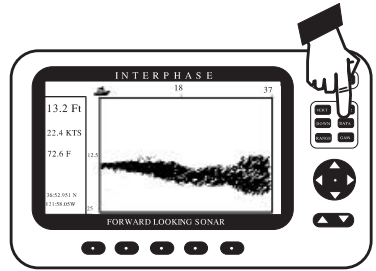 INTERPHASE
18
37
13.2 Ft
22.4 KTS
72.6 F
12.5
36:52.951 N
121:58.05W
25
FORWARD LOOKING SONAR
VERT
DOWN
DATA
RANGE
GAIN